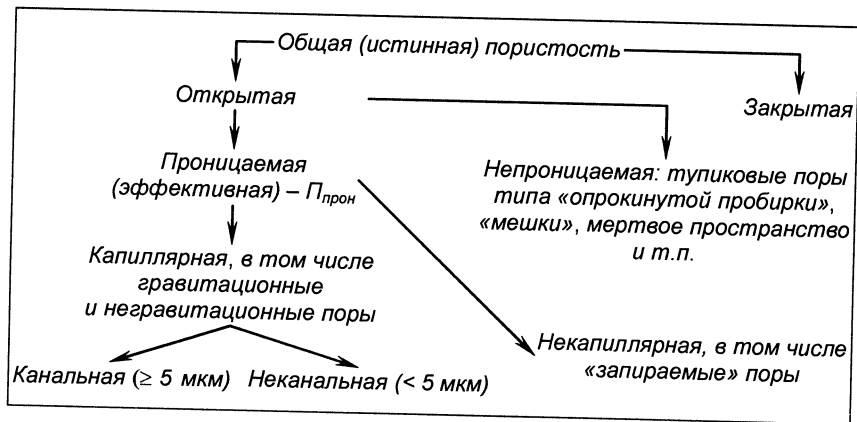 Общая (истинная) пористость
Открытая
Закрытая
Проницаемая
(эффективная) – Ппрон
Непроницаемая: тупиковые поры
типа «опрокинутой пробирки»,
«мешки», мертвое пространство
и т.п.
Капиллярная, в том числе
гравитационные
и негравитационные поры
Некапиллярная, в том числе
«запираемые» поры
Канальная (≥ 5 мкм)
Неканальная (< 5 мкм)